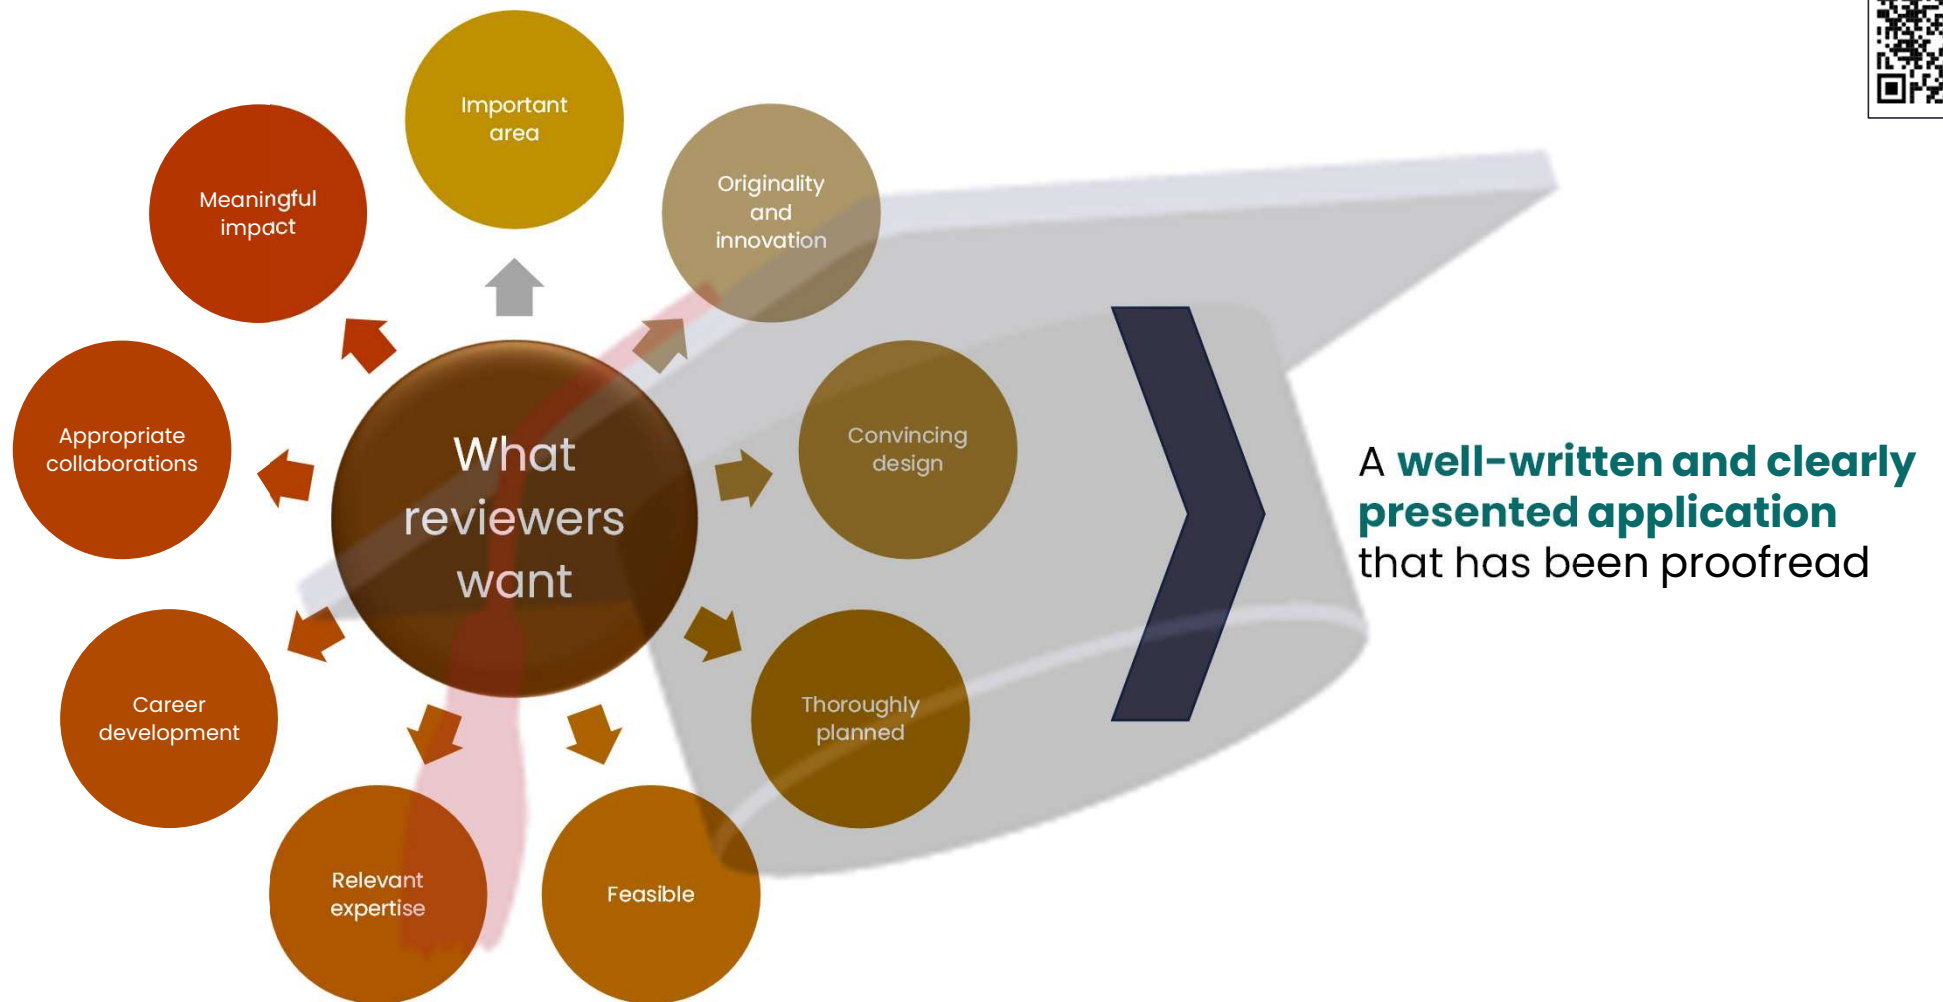 Important
area
Originality
and
innovation
Convincing
design
Thoroughly
planned
Feasible
Relevant
expertise
Career
development
Appropriate
collaborations
Meaningful
impact
What
reviewers
want
A well-written and clearly
presented application
that has been proofread